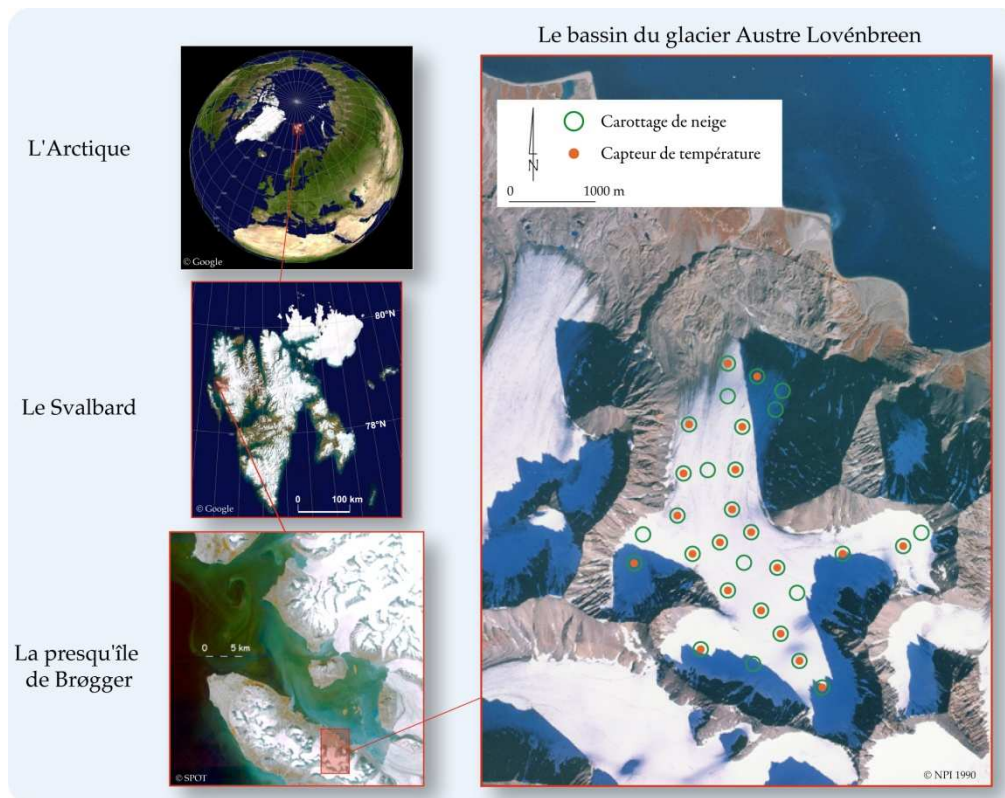 Le bassin du glacier Austre Lovénbreen
L'Arctique
© Google
Le Svalbard
80°N
78°N
0 100 km
© Google
La presqu'île
de Brøgger
0 5 km
© SPOT
Carottage de neige
Capteur de température
N
0 1000 m
© NPI 1990